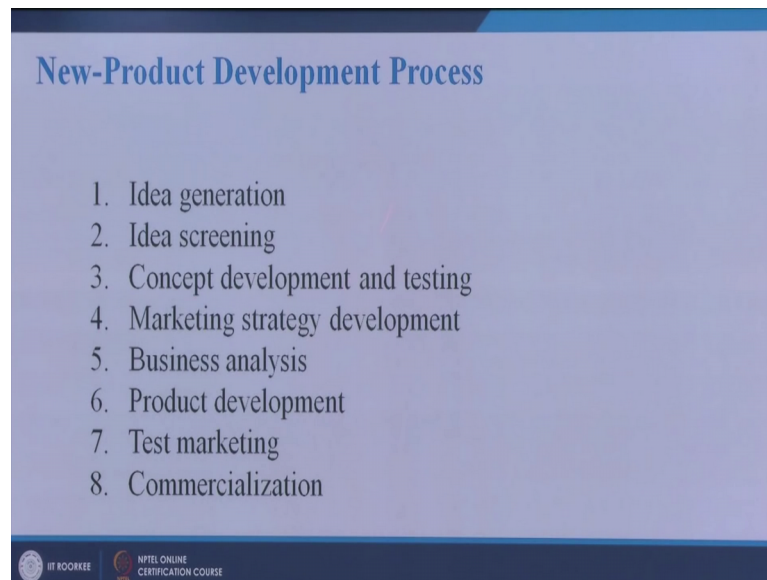 New-Product Development Process
1. Idea generation
2. Idea screening
3. Concept development and testing
4. Marketing strategy development
5. Business analysis
6. Product development
7. Test marketing
8. Commercialization
IIT ROORKEE
NPTEL ONLINE
CERTIFICATION COURSE